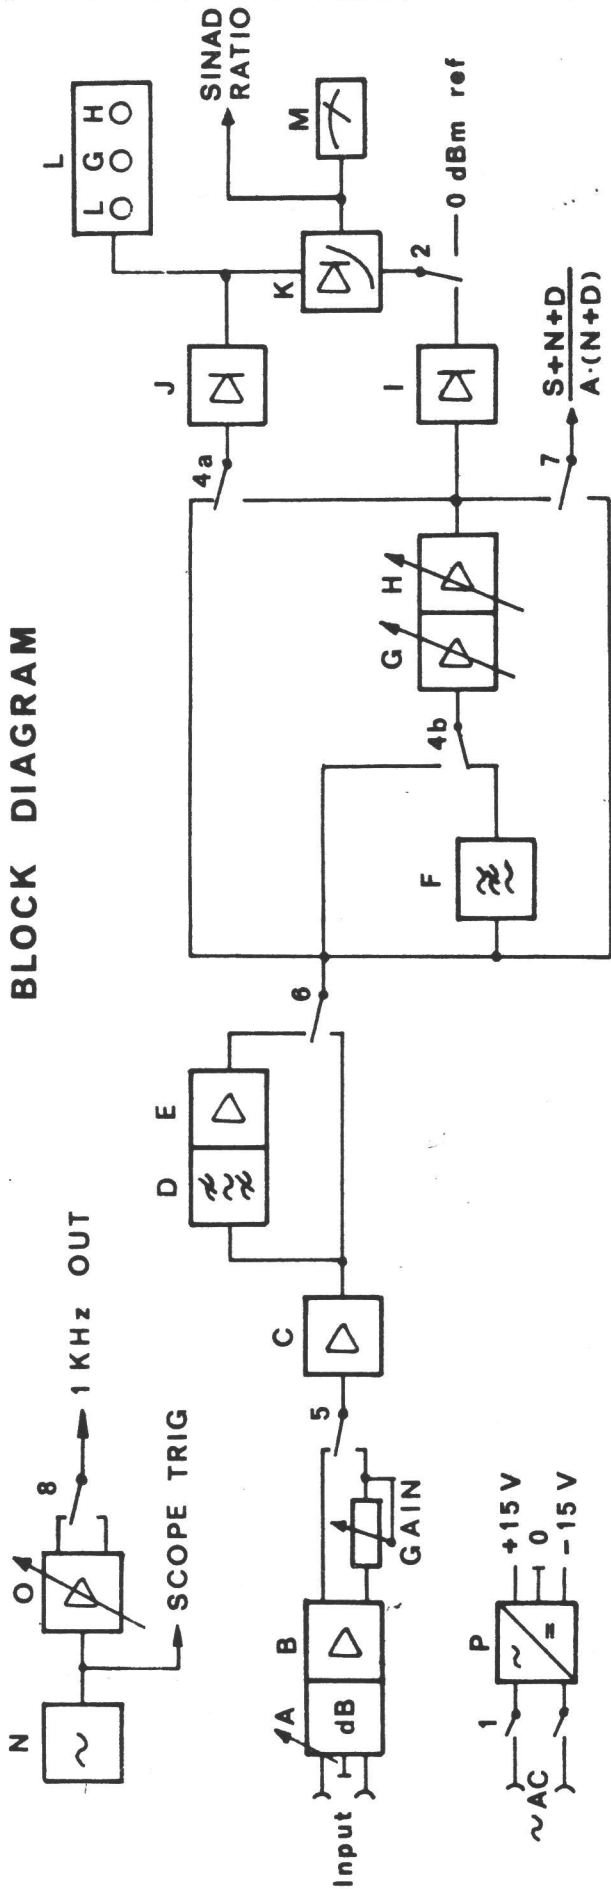 BLOCK DIAGRAM
N
O
8
1 KHz OUT
SCOPE TRIG
Input
A
dB
B
GAIN
5
C
D
E
6
F
4b
G
H
4a
J
I
7
S+N+D
A·(N+D)
K
2
0 dBm ref
L
L G H
M
SINAD
RATIO
~AC
1
P
+15 V
0
-15 V